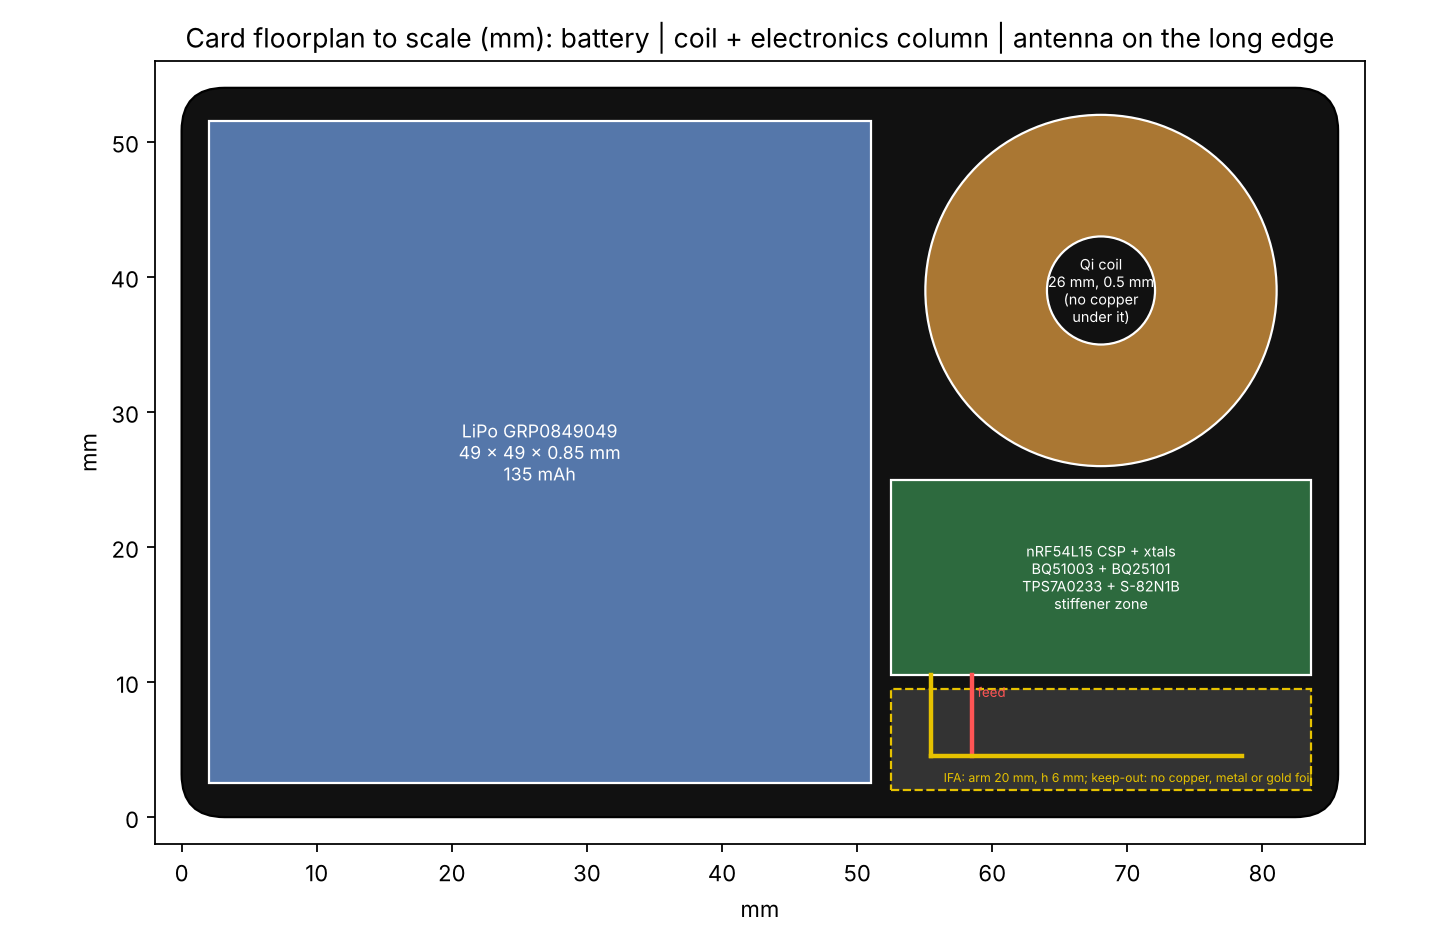 Card floorplan to scale (mm): battery | coil + electronics column | antenna on the long edge
mm
50
40
30
20
10
0
LiPo GRP0849049
49 × 49 × 0.85 mm
135 mAh
Qi coil
26 mm, 0.5 mm
(no copper
under it)
nRF54L15 CSP + xtals
BQ51003 + BQ25101
TPS7A0233 + S-82N1B
stiffener zone
feed
IFA: arm 20 mm, h 6 mm; keep-out: no copper, metal or gold foil
0 10 20 30 40 50 60 70 80
mm